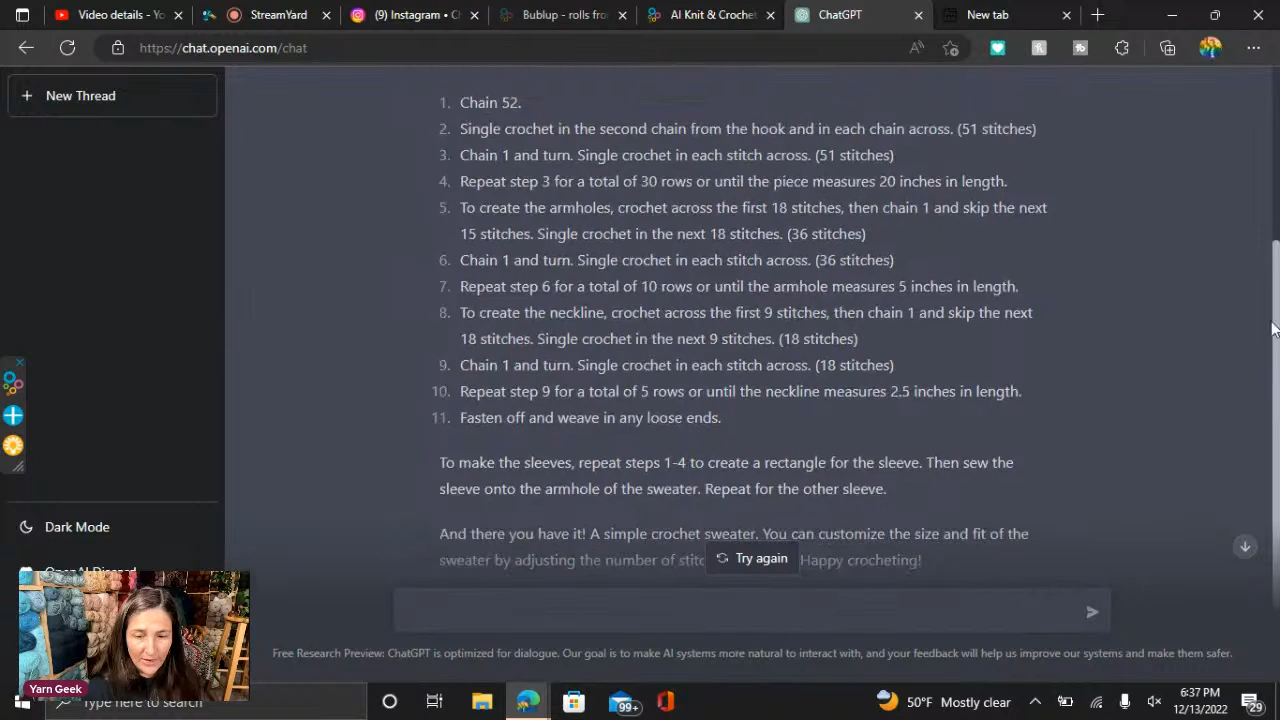 Video details - Yo
StreamYard
(9) Instagram • C
Bublup - rolls fro
AI Knit & Croche
ChatGPT
New tab
https://chat.openai.com/chat
New Thread
1. Chain 52.
2. Single crochet in the second chain from the hook and in each chain across. (51 stitches)
3. Chain 1 and turn. Single crochet in each stitch across. (51 stitches)
4. Repeat step 3 for a total of 30 rows or until the piece measures 20 inches in length.
5. To create the armholes, crochet across the first 18 stitches, then chain 1 and skip the next
15 stitches. Single crochet in the next 18 stitches. (36 stitches)
6. Chain 1 and turn. Single crochet in each stitch across. (36 stitches)
7. Repeat step 6 for a total of 10 rows or until the armhole measures 5 inches in length.
8. To create the neckline, crochet across the first 9 stitches, then chain 1 and skip the next
18 stitches. Single crochet in the next 9 stitches. (18 stitches)
9. Chain 1 and turn. Single crochet in each stitch across. (18 stitches)
10. Repeat step 9 for a total of 5 rows or until the neckline measures 2.5 inches in length.
11. Fasten off and weave in any loose ends.
To make the sleeves, repeat steps 1-4 to create a rectangle for the sleeve. Then sew the
sleeve onto the armhole of the sweater. Repeat for the other sleeve.
And there you have it! A simple crochet sweater. You can customize the size and fit of the
sweater by adjusting the number of stitc
Try again
Happy crocheting!
Dark Mode
OpenAI Discord
Free Research Preview: ChatGPT is optimized for dialogue. Our goal is to make AI systems more natural to interact with, and your feedback will help us improve our systems and make them safer.
Yarn Geek
Type here to search
99+
50°F Mostly clear
6:37 PM
12/13/2022
29